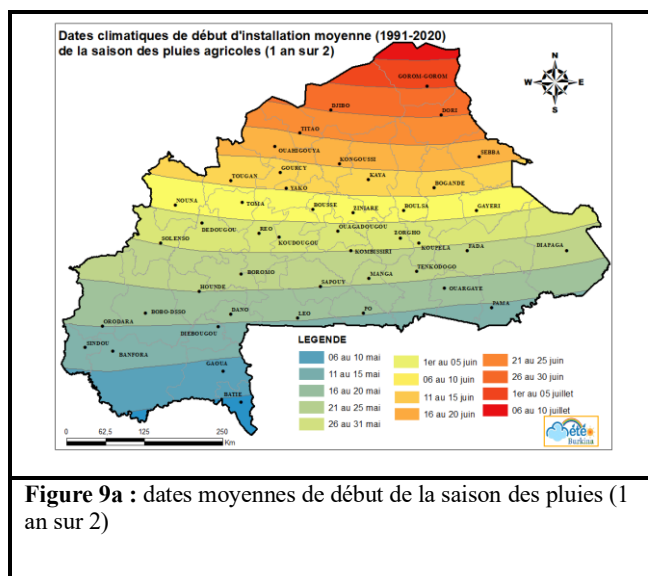 Dates climatiques de début d'installation moyenne (1991-2020)
de la saison des pluies agricoles (1 an sur 2)
N
W E
S
GOROM-GOROM
DJIBO
DORI
TITAO
OUAHIGOUYA
KONGOUSSI
SEBBA
GOURCY
TOUGAN
KAYA
YAKO
BOGANDE
NOUNA
TOMA
BOUSSE
ZINIARE
BOULSA
GAYERI
DEDOUGOU
REO
OUAGADOUGOU
SOLENSO
KOUDOUGOU
ZORGHO
KOUPELA
FADA
DIAPAGA
KOMBISSIRI
BOROMO
MANGA
TENKODOGO
HOUNDE
SAPOUY
OUARGAYE
PAMA
BOBO-DSSO
DANO
LEO
PO
ORODARA
DIEBOUGOU
SINDOU
BANFORA
GAOUA
BATIE
LEGENDE
06 au 10 mai
11 au 15 mai
16 au 20 mai
21 au 25 mai
26 au 31 mai
1er au 05 juin
06 au 10 juin
11 au 15 juin
16 au 20 juin
21 au 25 juin
26 au 30 juin
1er au 05 juillet
06 au 10 juillet
0 62,5 125 250
Km
météo
Burkina
Figure 9a : dates moyennes de début de la saison des pluies (1
an sur 2)